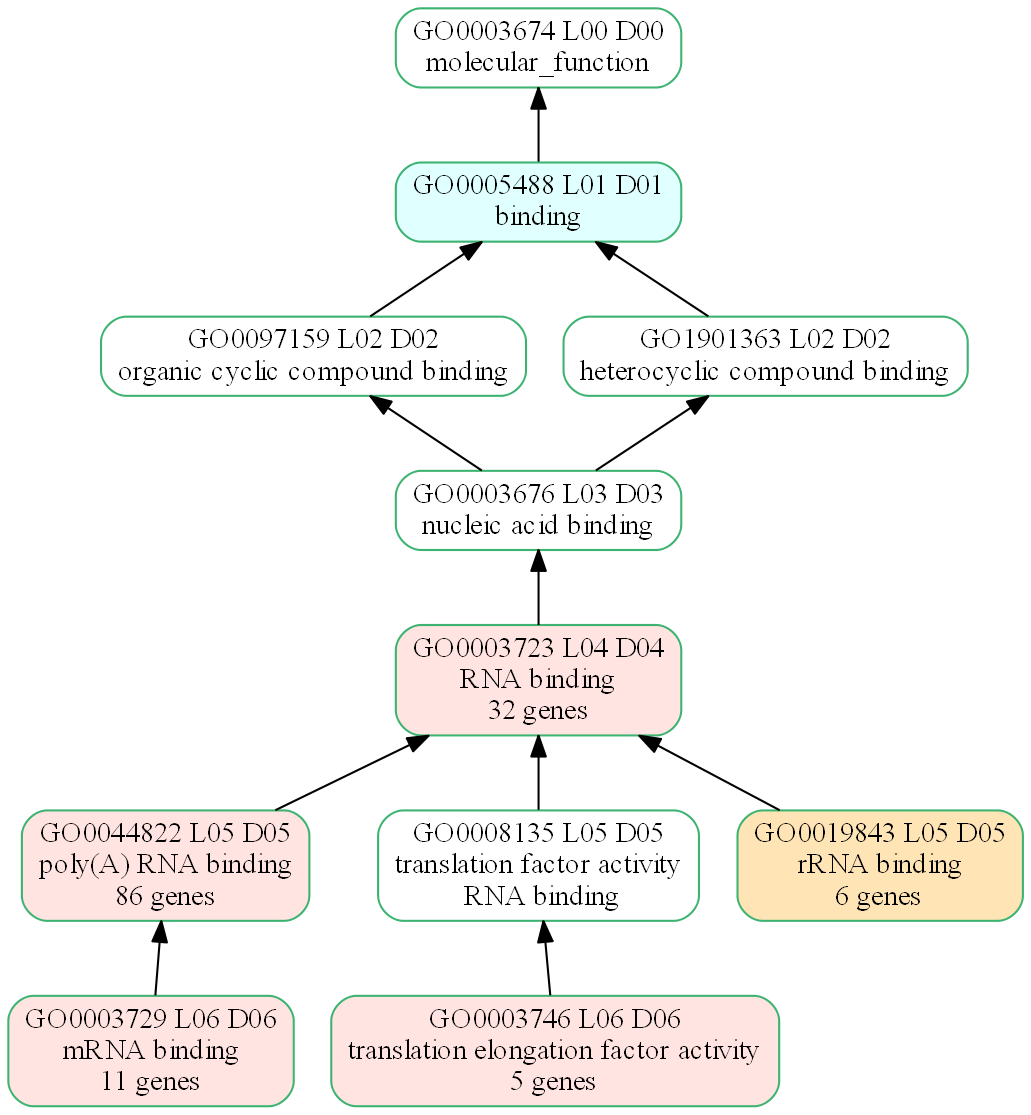 GO0003674 L00 D00
molecular_function
GO0005488 L01 D01
binding
GO0097159 L02 D02
organic cyclic compound binding
GO1901363 L02 D02
heterocyclic compound binding
GO0003676 L03 D03
nucleic acid binding
GO0003723 L04 D04
RNA binding
32 genes
GO0044822 L05 D05
poly(A) RNA binding
86 genes
GO0008135 L05 D05
translation factor activity
RNA binding
GO0019843 L05 D05
rRNA binding
6 genes
GO0003729 L06 D06
mRNA binding
11 genes
GO0003746 L06 D06
translation elongation factor activity
5 genes